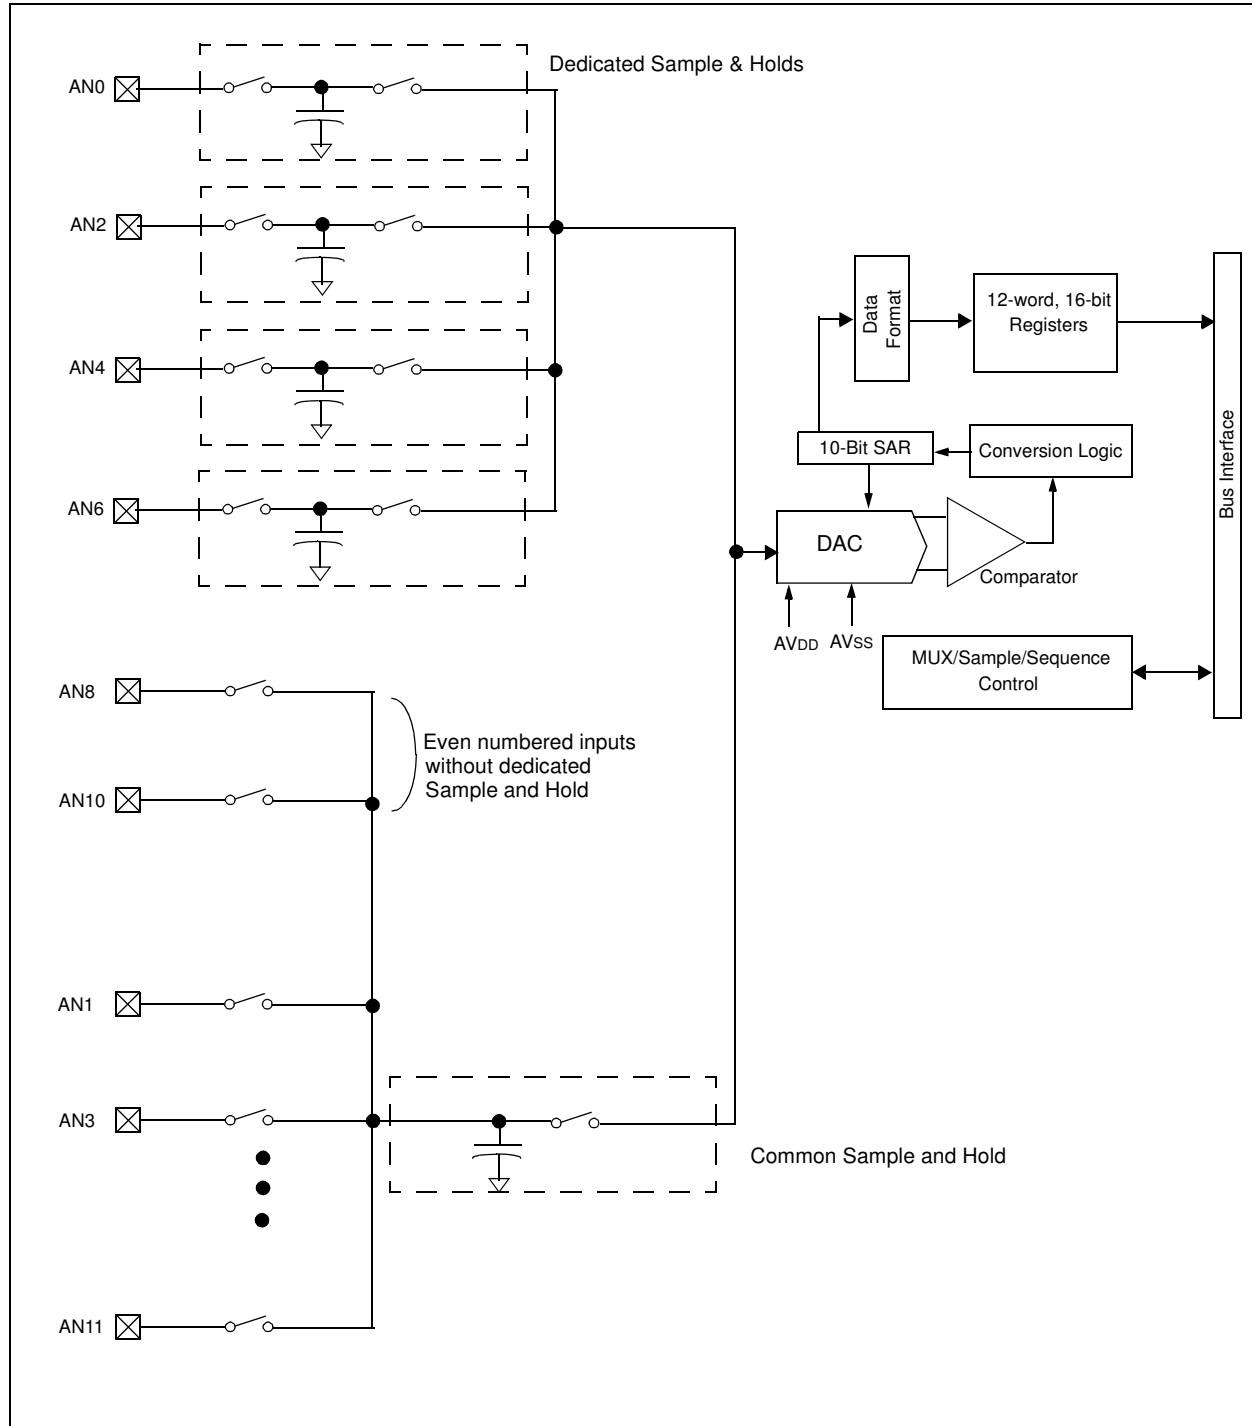 Dedicated Sample & Holds
AN0
AN2
AN4
AN6
Data
Format
12-word, 16-bit
Registers
Bus Interface
10-Bit SAR
Conversion Logic
DAC
Comparator
AVDD
AVSS
MUX/Sample/Sequence
Control
AN8
Even numbered inputs
without dedicated
Sample and Hold
AN10
AN1
AN3
Common Sample and Hold
AN11